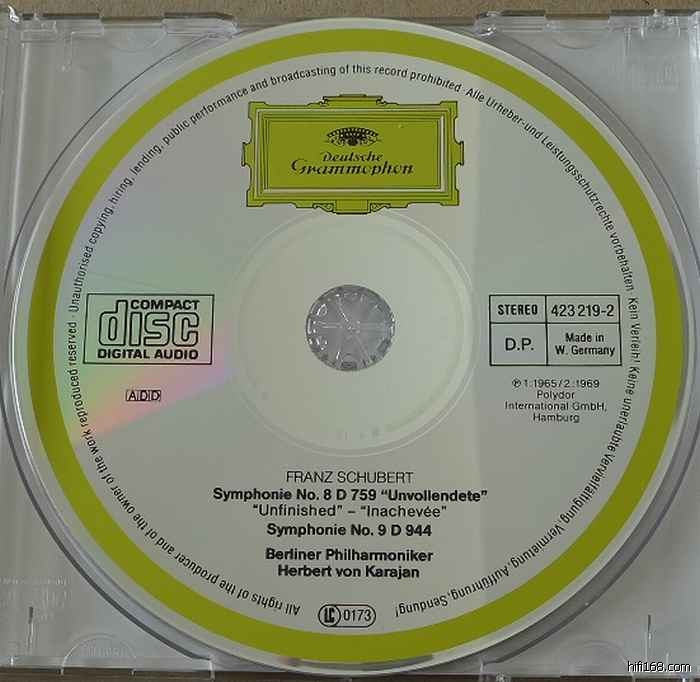 All rights of the producer and of the owner of the work reproduced reserved · Unauthorised copying, hiring, lending, public performance and broadcasting of this record prohibited · Alle Urheber-und Leistungsschutzrechte vorbehalten · Kein Verleih! Keine unerlaubte Vervielfältigung, Vermietung, Aufführung, Sendung!
Deutsche
Grammophon
COMPACT
disc
DIGITAL AUDIO
ADD
STEREO 423 219-2
D.P. Made in
W. Germany
℗ 1:1965/2:1969
Polydor
International GmbH,
Hamburg
FRANZ SCHUBERT
Symphonie No. 8 D 759 “Unvollendete”
“Unfinished” – “Inachevée”
Symphonie No. 9 D 944
Berliner Philharmoniker
Herbert von Karajan
LC 0173
hifi168.com